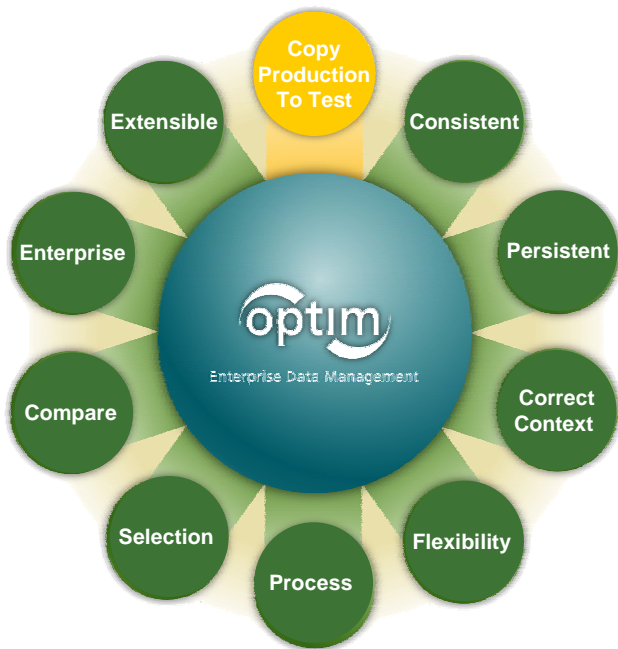 Copy
Production
To Test
Consistent
Persistent
Correct
Context
Flexibility
Process
Selection
Compare
Enterprise
Extensible
optim
Enterprise Data Management